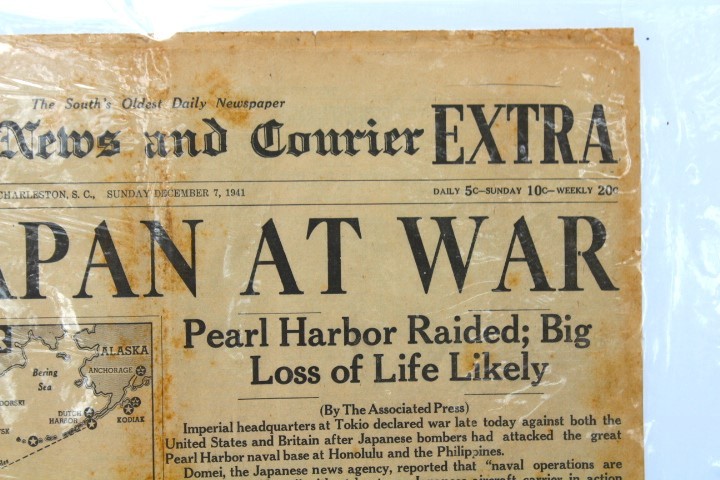 The South's Oldest Daily Newspaper
News and Courier EXTRA
CHARLESTON, S. C., SUNDAY DECEMBER 7, 1941
DAILY 5c—SUNDAY 10c—WEEKLY 20c
APAN AT WAR
Pearl Harbor Raided; Big
Loss of Life Likely
(By The Associated Press)
Imperial headquarters at Tokio declared war late today against both the
United States and Britain after Japanese bombers had attacked the great
Pearl Harbor naval base at Honolulu and the Philippines.
Domei, the Japanese news agency, reported that "naval operations are
aircraft carrier in action
ALASKA
Bering
Sea
ANCHORAGE
DUTCH
HARBOR
KODIAK